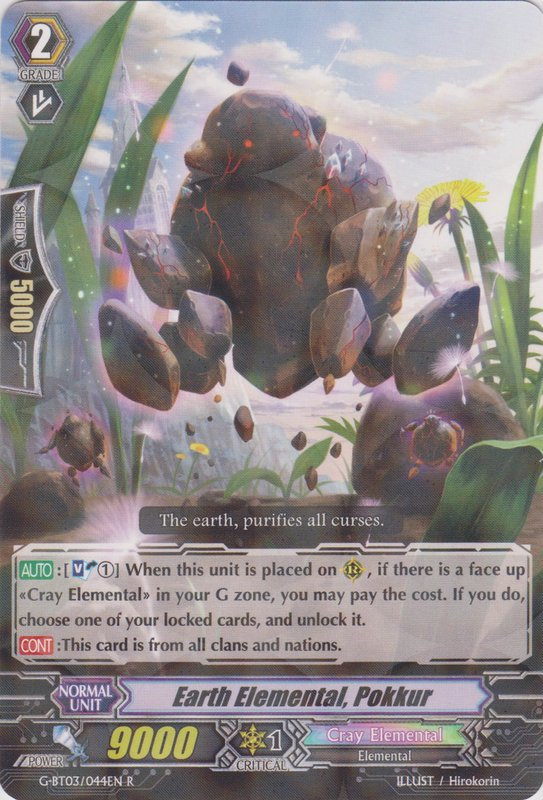 2
GRADE
SHIELD 5000
The earth, purifies all curses.
AUTO :[V ①] When this unit is placed on R , if there is a face up
«Cray Elemental» in your G zone, you may pay the cost. If you do,
choose one of your locked cards, and unlock it.
CONT :This card is from all clans and nations.
NORMAL
UNIT
Earth Elemental, Pokkur
POWER 9000
1
CRITICAL
Cray Elemental
Elemental
G-BT03/044EN R
ILLUST / Hirokorin